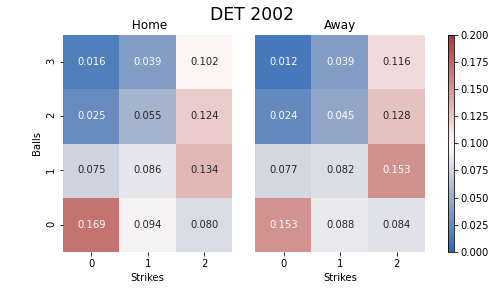 DET 2002
Home Away
3 0.016 0.039 0.102 0.012 0.039 0.116 0.200
0.175
2 0.025 0.055 0.124 0.024 0.045 0.128 0.150
0.125
Balls
0.100
1 0.075 0.086 0.134 0.077 0.082 0.153 0.075
0.050
0 0.169 0.094 0.080 0.153 0.088 0.084 0.025
0.000
0 1 2 0 1 2
Strikes Strikes